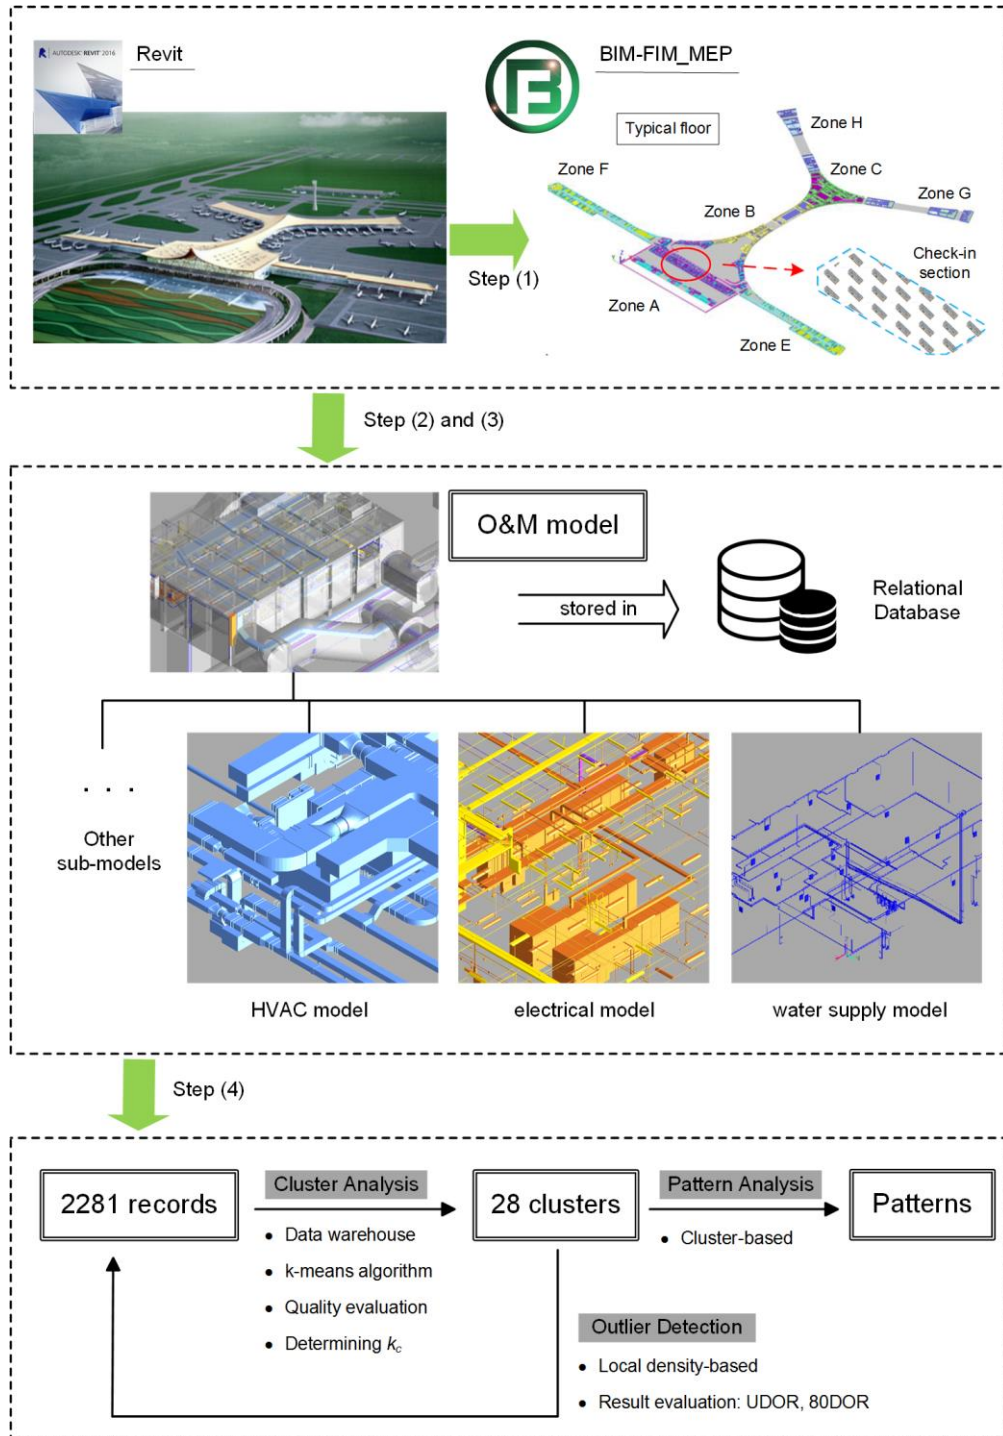 AUTODESK® REVIT® 2016
Revit
BIM-FIM_MEP
Typical floor
Zone H
Zone F
Zone C
Zone G
Zone B
Check-in
section
Step (1)
Zone A
Zone E
Step (2) and (3)
O&M model
stored in
Relational
Database
. . .
Other
sub-models
HVAC model
electrical model
water supply model
Step (4)
2281 records
Cluster Analysis
• Data warehouse
• k-means algorithm
• Quality evaluation
• Determining kc
28 clusters
Pattern Analysis
• Cluster-based
Patterns
Outlier Detection
• Local density-based
• Result evaluation: UDOR, 80DOR